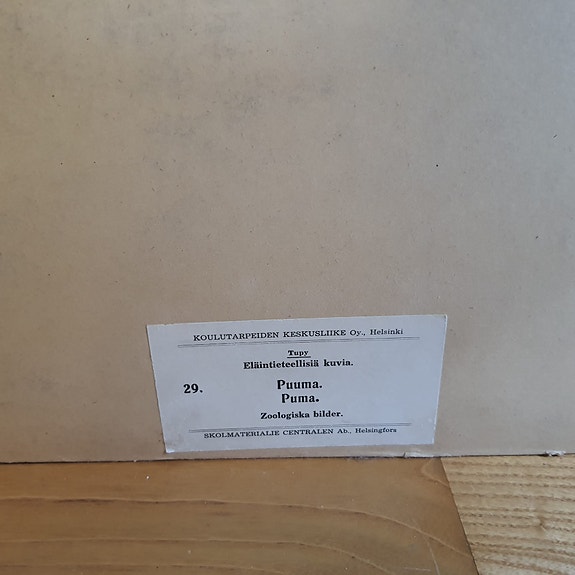 KOULUTARPEIDEN KESKUSLIIKE Oy., Helsinki
Tupy
Eläintieteellisiä kuvia.
29. Puuma.
Puma.
Zoologiska bilder.
SKOLMATERIALIE CENTRALEN Ab., Helsingfors